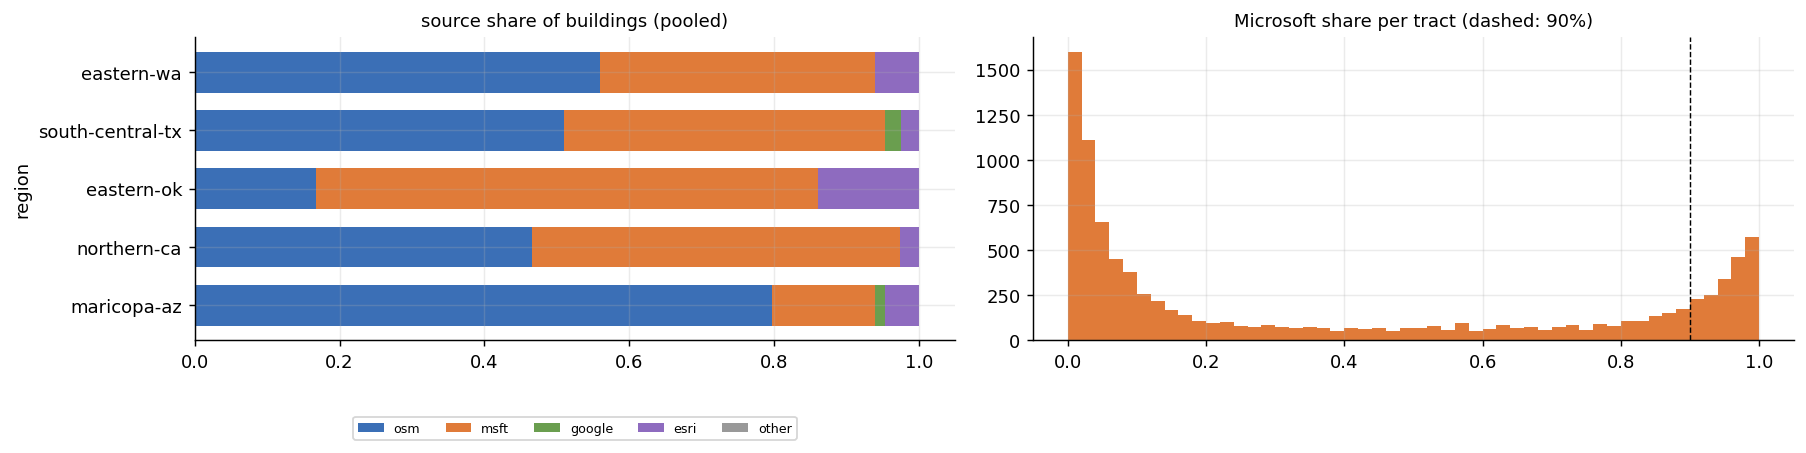 source share of buildings (pooled)
region
eastern-wa
south-central-tx
eastern-ok
northern-ca
maricopa-az
0.0 0.2 0.4 0.6 0.8 1.0
osm msft google esri other
Microsoft share per tract (dashed: 90%)
1500
1250
1000
750
500
250
0
0.0 0.2 0.4 0.6 0.8 1.0